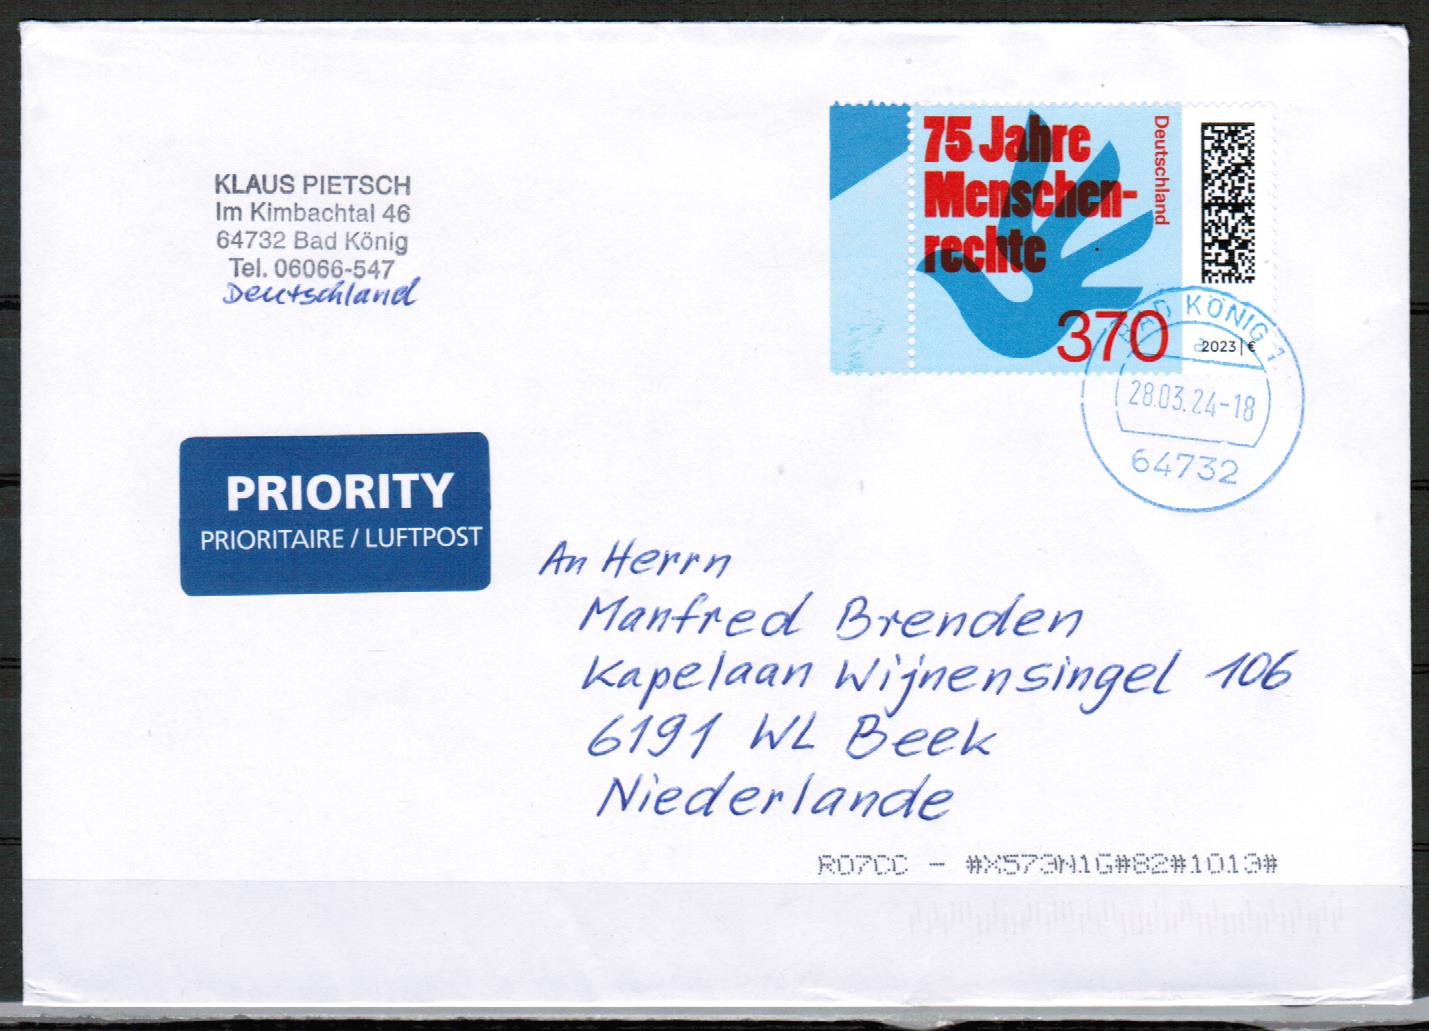 KLAUS PIETSCH
Im Kimbachtal 46
64732 Bad König
Tel. 06066-547
Deutschland
75 Jahre
Menschen-
rechte
Deutschland
370
2023 | €
BAD KÖNIG 1
a
28.03.24-18
64732
PRIORITY
PRIORITAIRE / LUFTPOST
An Herrn
Manfred Brenden
Kapelaan Wijnensingel 106
6191 WL Beek
Niederlande
R07CC - #X573N1G#82#1013#